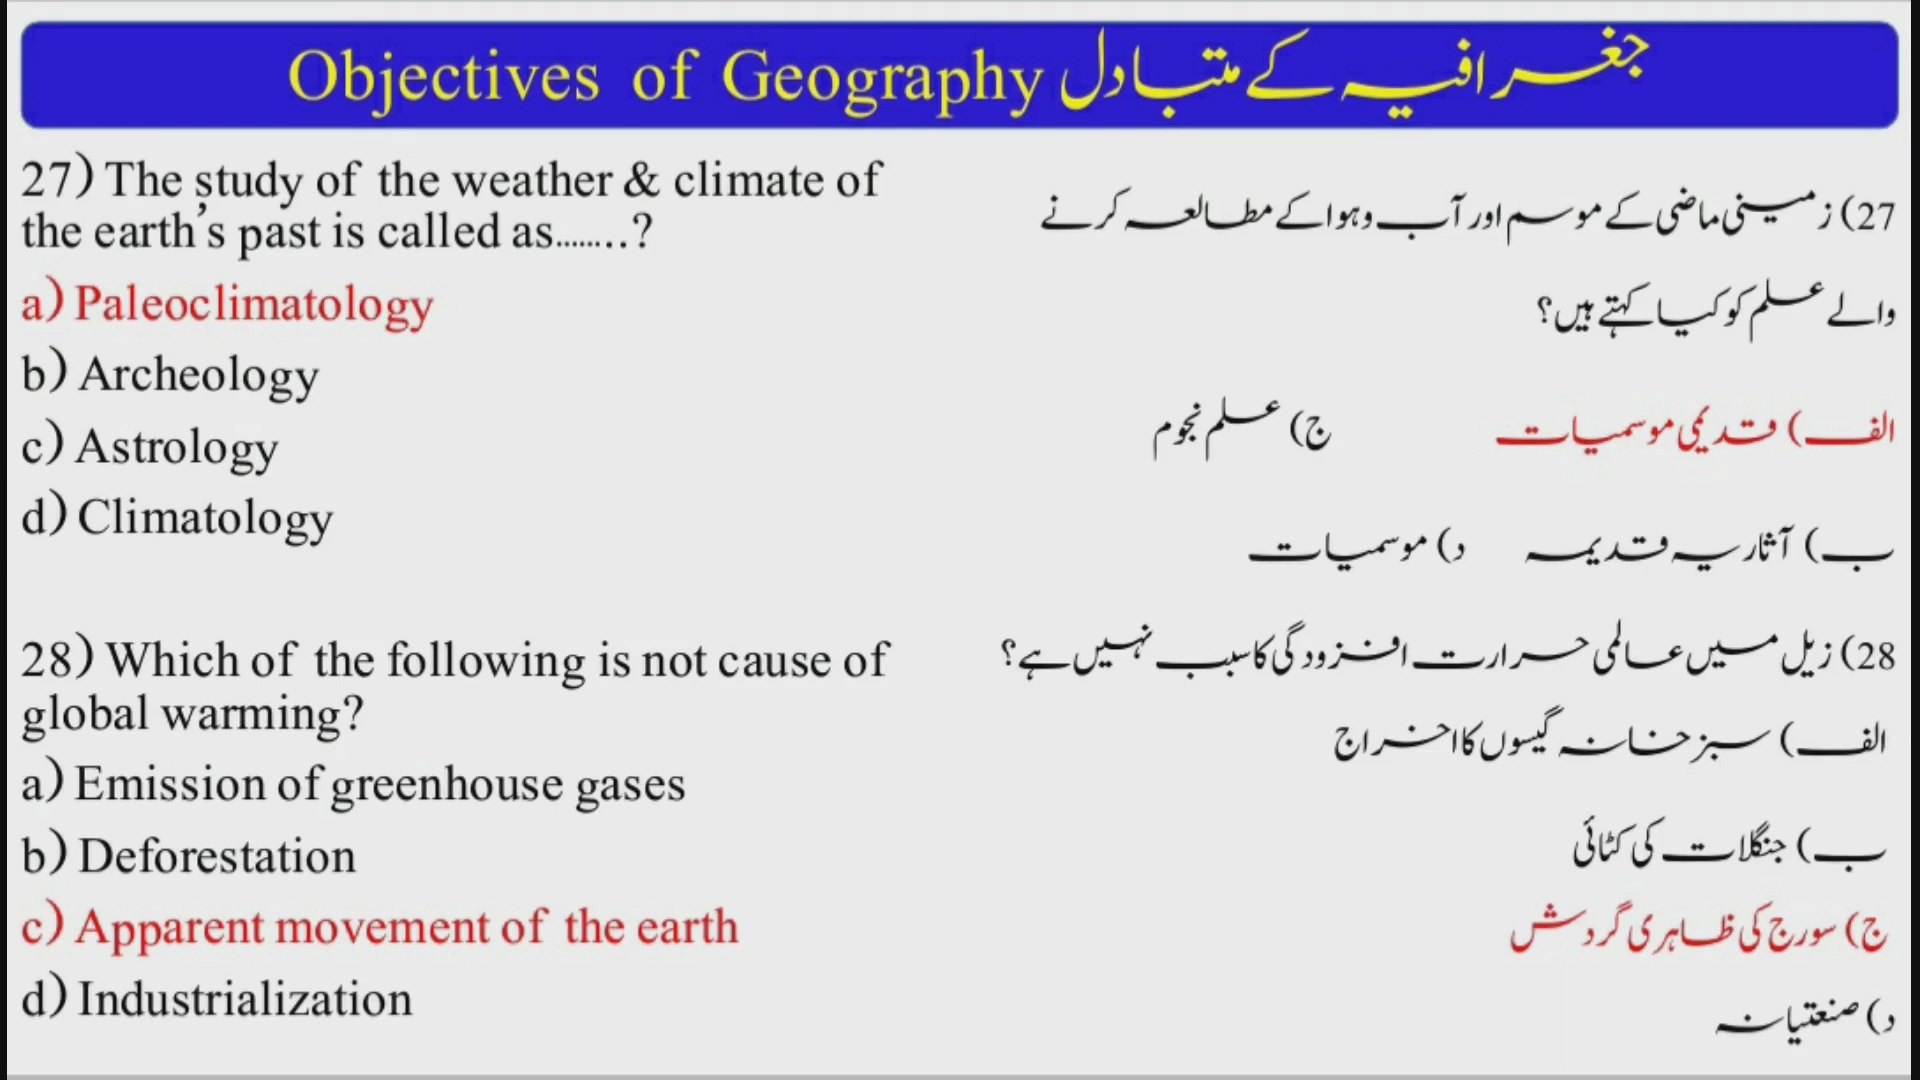 Objectives of Geography جغرافیہ کے متبادل
27) The study of the weather & climate of
the earth's past is called as........?
a) Paleoclimatology
b) Archeology
c) Astrology
d) Climatology
28) Which of the following is not cause of
global warming?
a) Emission of greenhouse gases
b) Deforestation
c) Apparent movement of the earth
d) Industrialization
27) زمینی ماضی کے موسم اور آب وہوا کے مطالعہ کرنے
والے علم کو کیا کہتے ہیں؟
الف) قدیمی موسمیات ج) علم نجوم
ب) آثاریہ قدیمہ د) موسمیات
28) زیل میں عالمی حرارت افزودگی کا سبب نہیں ہے؟
الف) سبز خانہ گیسوں کا اخراج
ب) جنگلات کی کٹائی
ج) سورج کی ظاہری گردش
د) صنعتیانہ